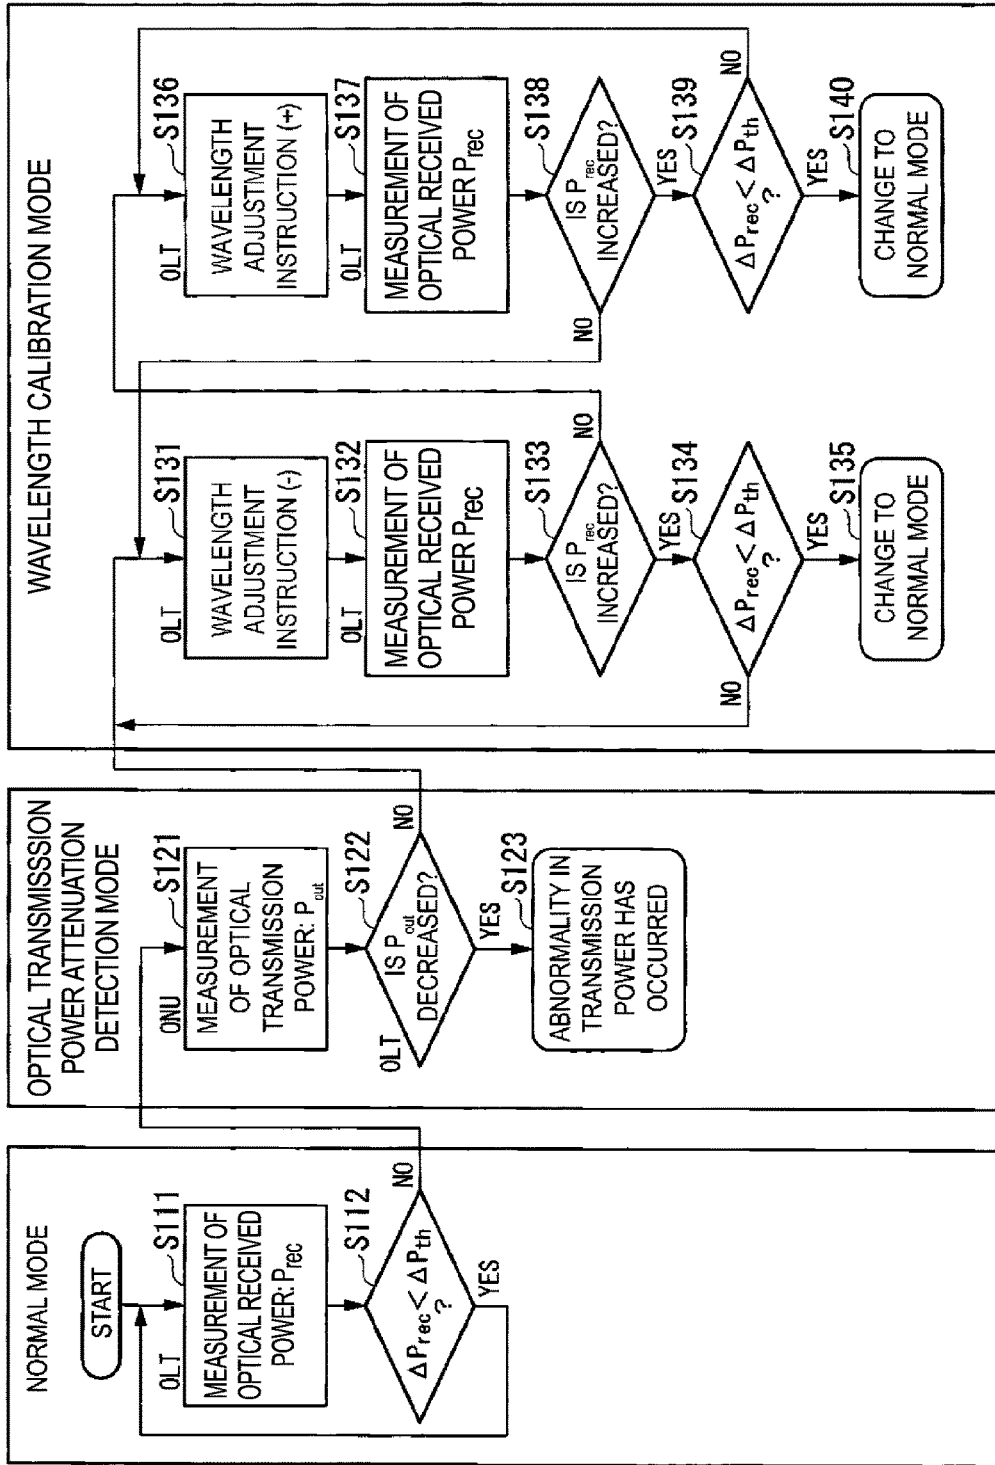 NORMAL MODE
START
OLT
S111
MEASUREMENT OF
OPTICAL RECEIVED
POWER: Prec
S112
ΔPrec < ΔPth
?
NO
YES
OPTICAL TRANSMISSSION
POWER ATTENUATION
DETECTION MODE
ONU
S121
MEASUREMENT
OF OPTICAL
TRANSMISSION
POWER: Pout
OLT
S122
IS Pout
DECREASED?
NO
YES
S123
ABNORMALITY IN
TRANSMISSION
POWER HAS
OCCURRED
WAVELENGTH CALIBRATION MODE
OLT
S131
WAVELENGTH
ADJUSTMENT
INSTRUCTION (-)
OLT
S132
MEASUREMENT OF
OPTICAL RECEIVED
POWER Prec
S133
IS Prec
INCREASED?
NO
YES
S134
ΔPrec < ΔPth
?
NO
YES
S135
CHANGE TO
NORMAL MODE
OLT
S136
WAVELENGTH
ADJUSTMENT
INSTRUCTION (+)
OLT
S137
MEASUREMENT OF
OPTICAL RECEIVED
POWER Prec
S138
IS Prec
INCREASED?
NO
YES
S139
ΔPrec < ΔPth
?
NO
YES
S140
CHANGE TO
NORMAL MODE